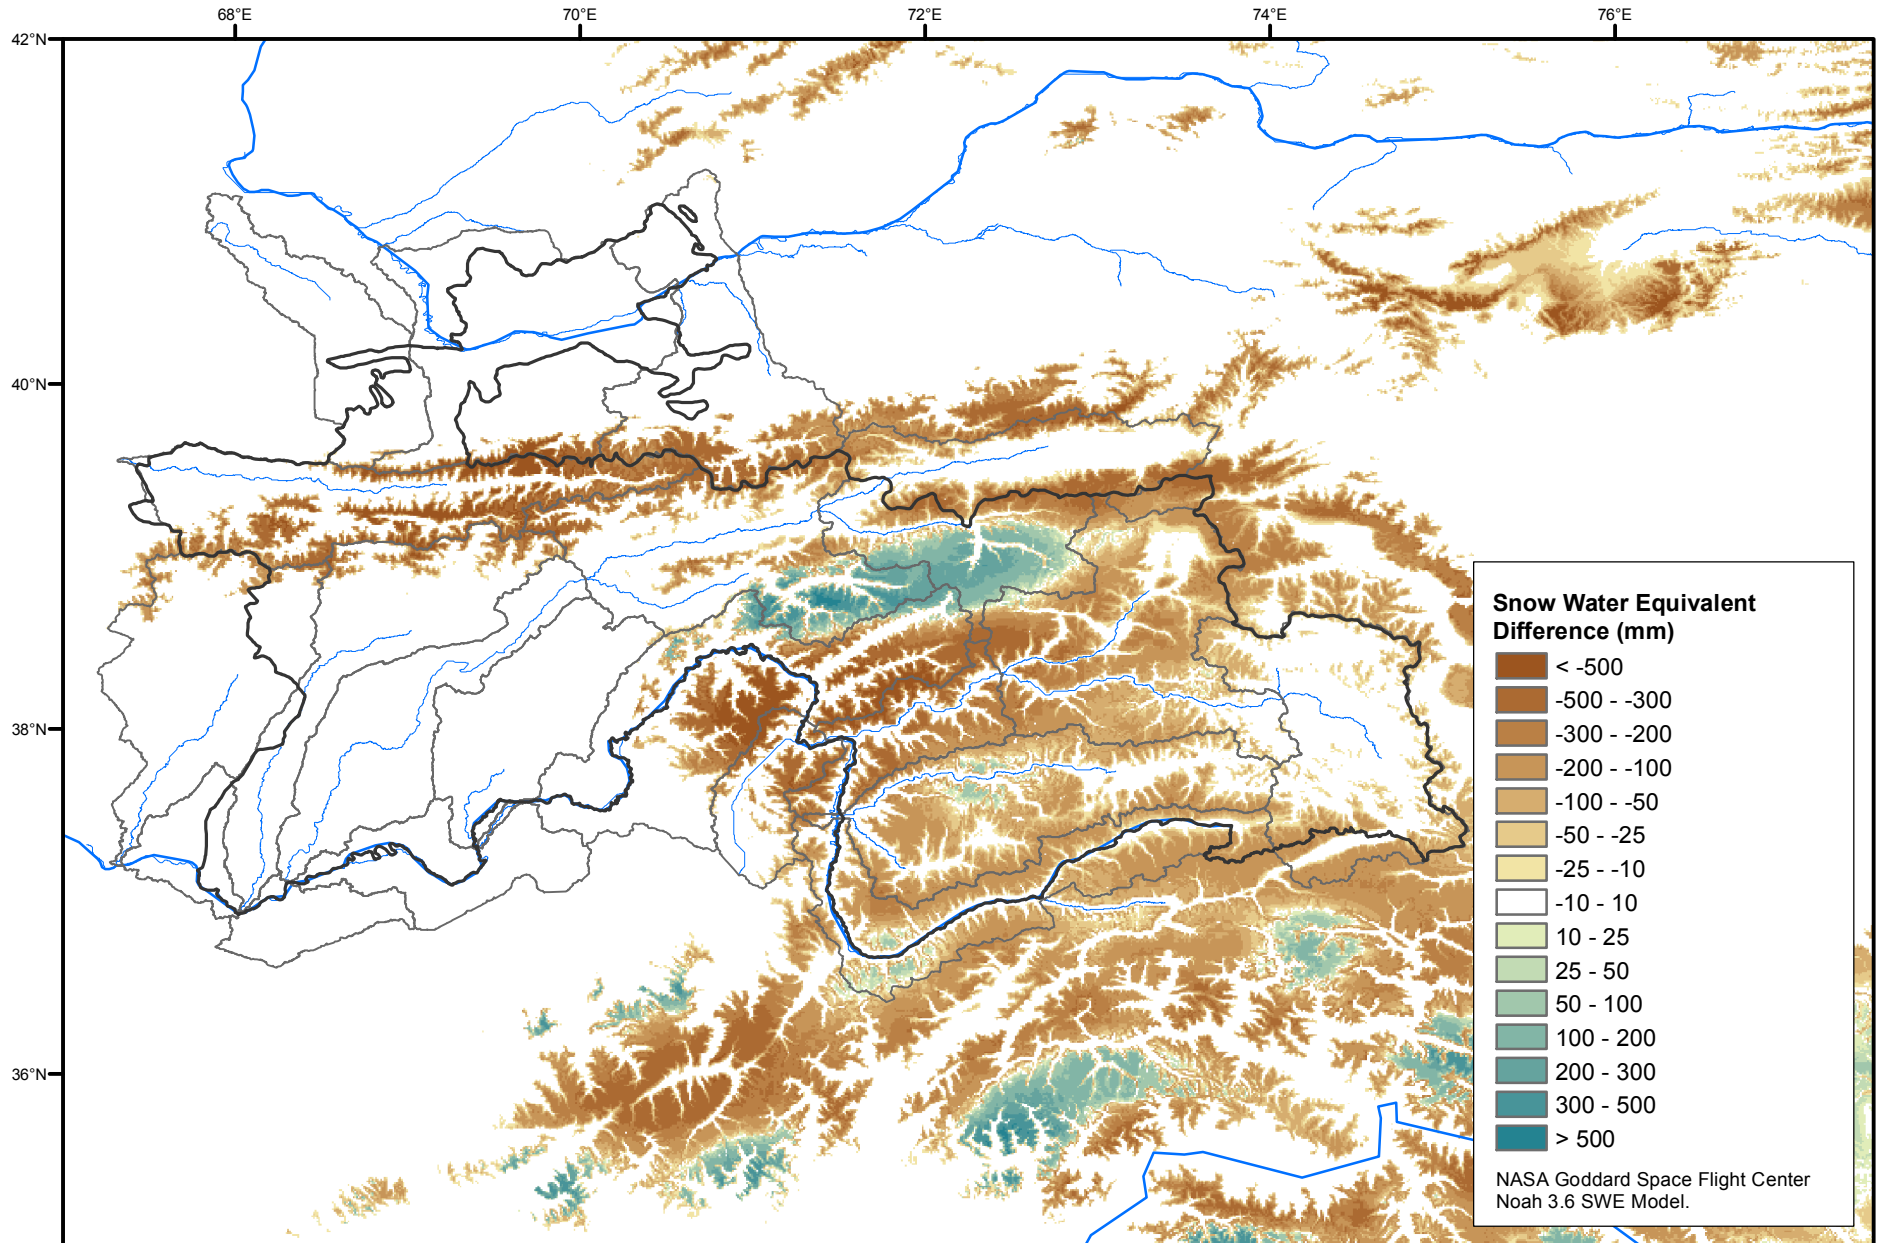 68°E
70°E
72°E
74°E
76°E
42°N
40°N
38°N
36°N
Snow Water Equivalent
Difference (mm)
< -500
-500 - -300
-300 - -200
-200 - -100
-100 - -50
-50 - -25
-25 - -10
-10 - 10
10 - 25
25 - 50
50 - 100
100 - 200
200 - 300
300 - 500
> 500
NASA Goddard Space Flight Center
Noah 3.6 SWE Model.